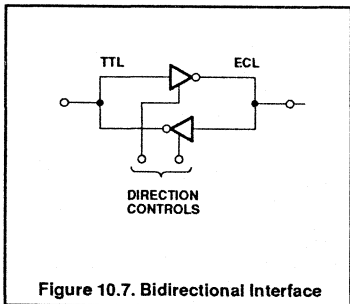 TTL ECL
DIRECTION
CONTROLS
Figure 10.7. Bidirectional Interface